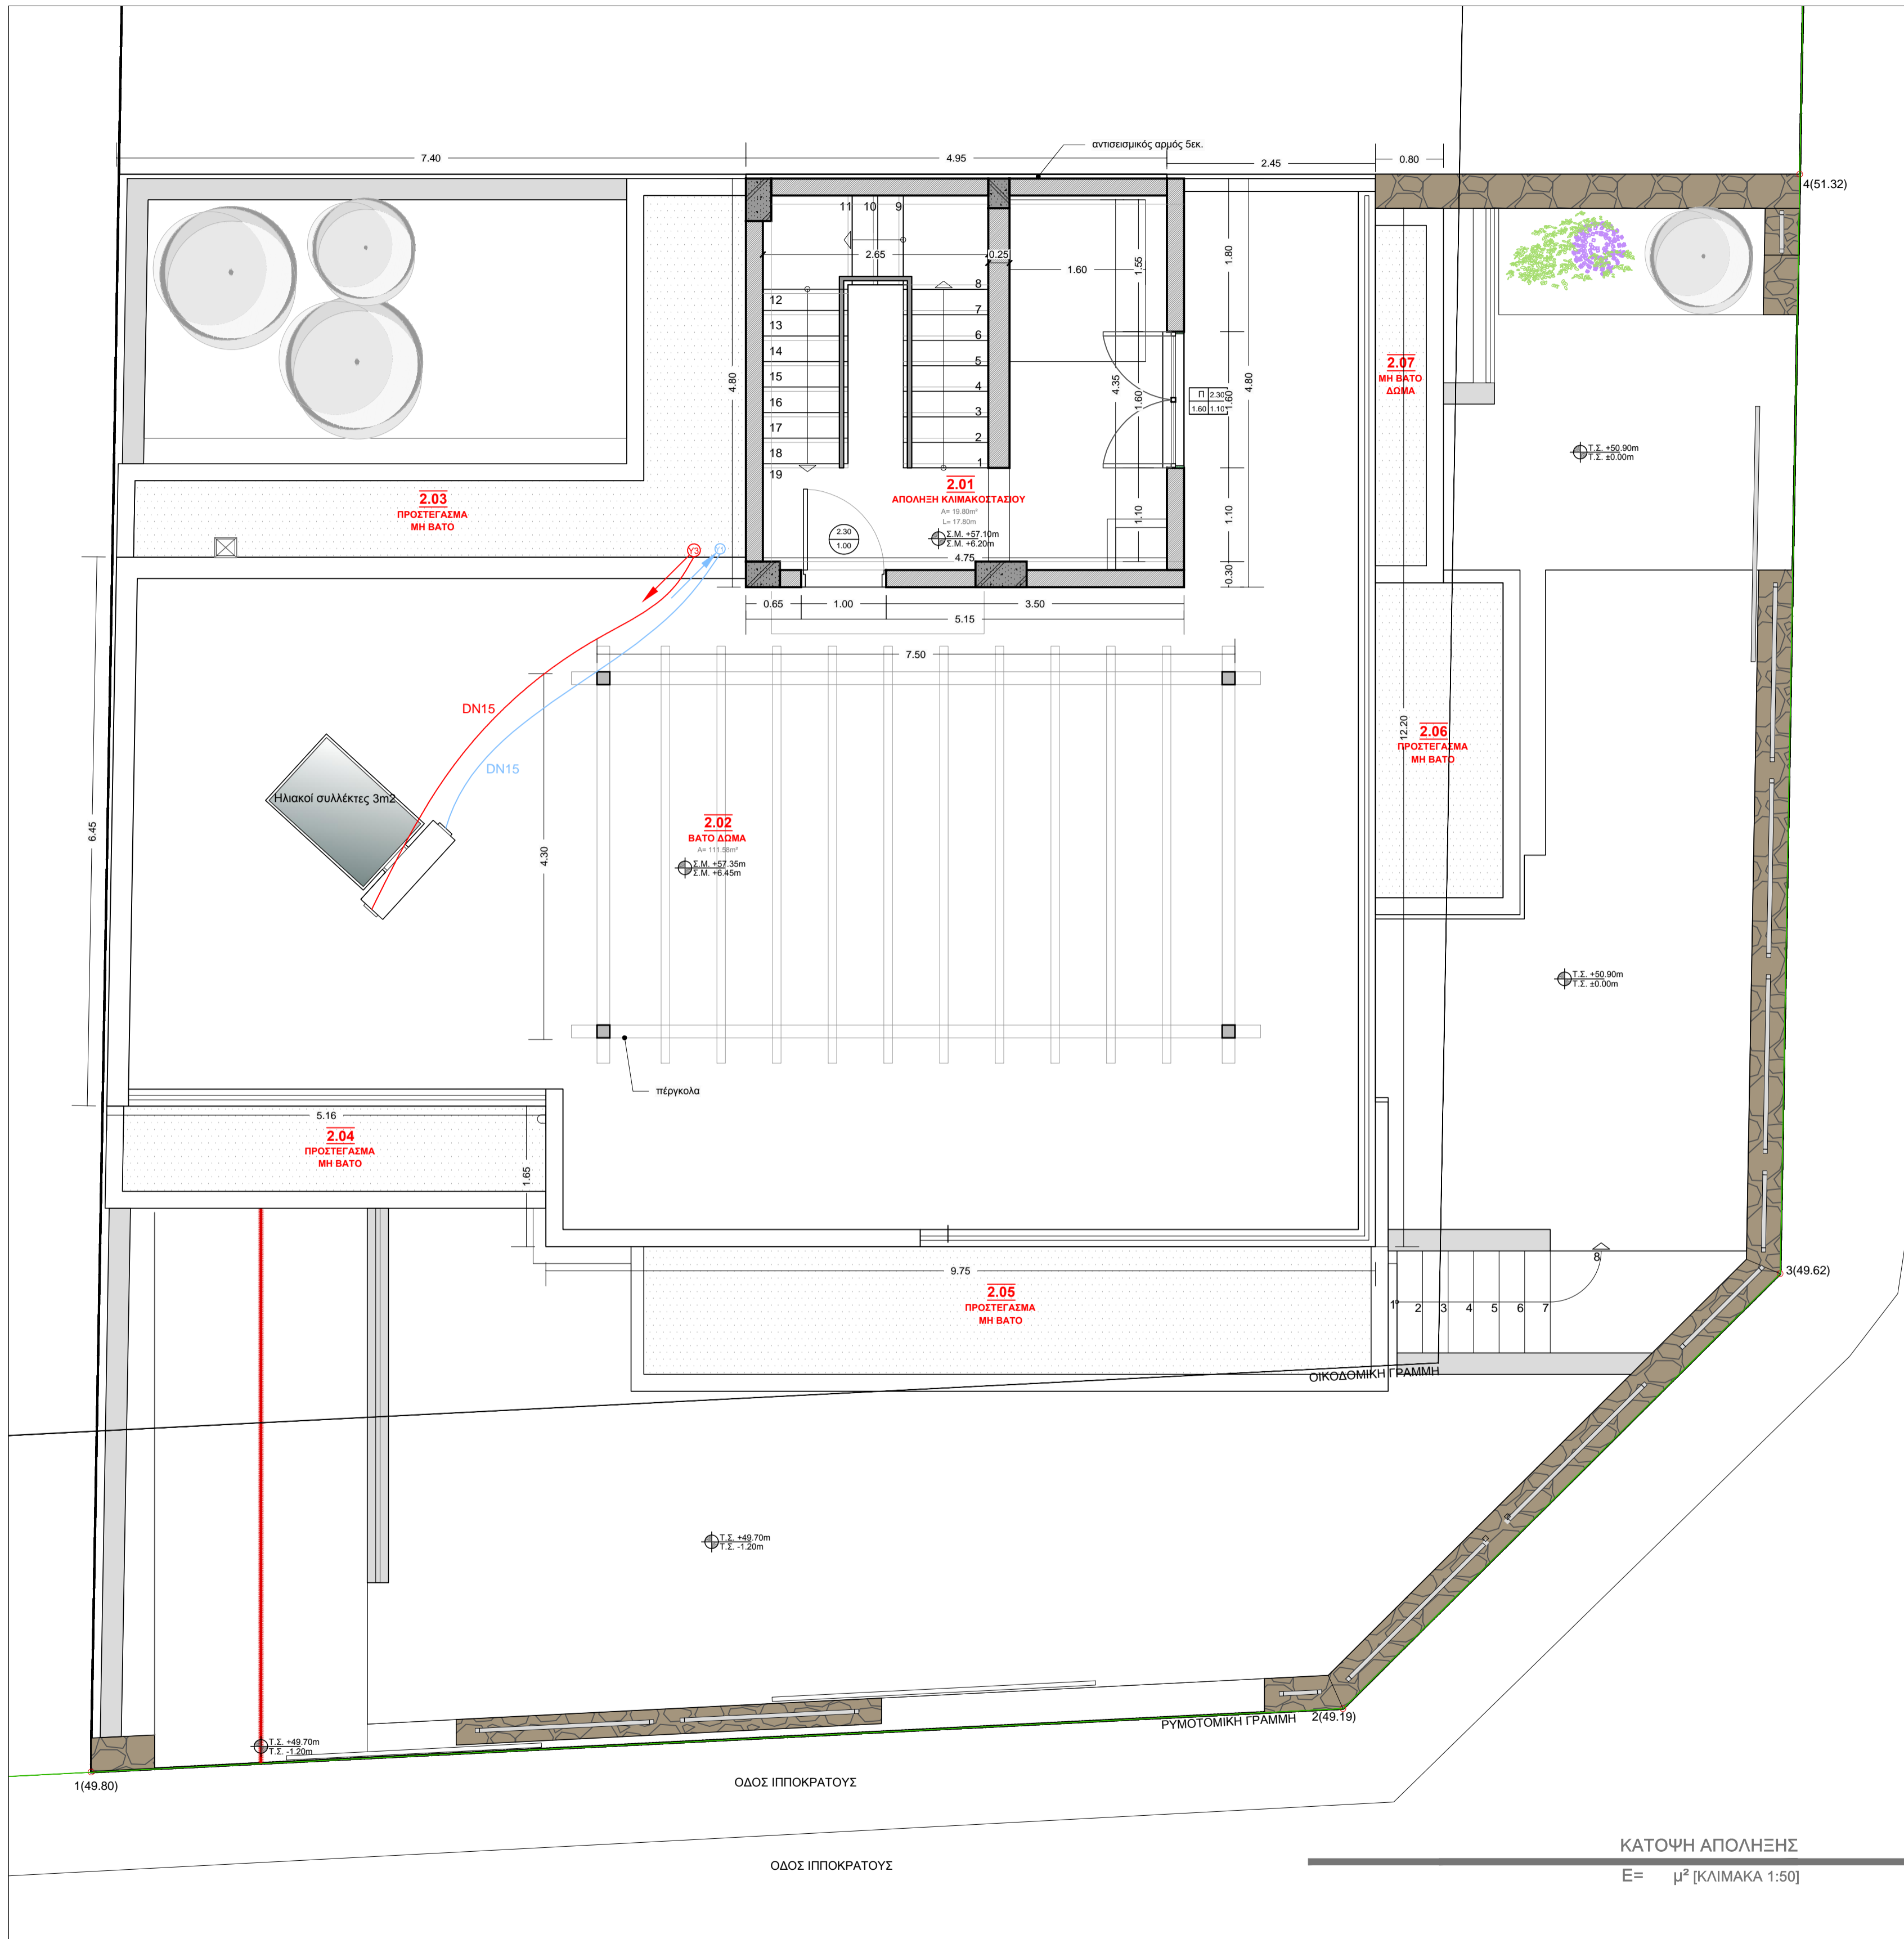 αντισεισμικός αρμός 5εκ.
7.40
4.95
2.45
0.80
4(51.32)
11
10
9
2.65
0.25
1.60
1.55
1.80
8
7
6
5
4
3
2
1
12
13
14
15
16
17
18
19
4.80
4.35
1.60
1.60
4.80
Π 2.30
1.60 1.10
2.07
ΜΗ ΒΑΤΟ
ΔΩΜΑ
Τ.Σ. +50.90m
Τ.Σ. ±0.00m
2.03
ΠΡΟΣΤΕΓΑΣΜΑ
ΜΗ ΒΑΤΟ
2.01
ΑΠΟΛΗΞΗ ΚΛΙΜΑΚΟΣΤΑΣΙΟΥ
A= 19.80m²
L= 17.80m
Σ.Μ. +57.10m
Σ.Μ. +6.20m
2.30
1.00
1.10
1.10
4.75
0.30
Υ3
0.65
1.00
3.50
5.15
7.50
DN15
DN15
Ηλιακοί συλλέκτες 3m2
6.45
4.30
12.20
2.06
ΠΡΟΣΤΕΓΑΣΜΑ
ΜΗ ΒΑΤΟ
2.02
ΒΑΤΟ ΔΩΜΑ
A= 111.58m²
Σ.Μ. +57.35m
Σ.Μ. +6.45m
Τ.Σ. +50.90m
Τ.Σ. ±0.00m
πέργκολα
5.16
2.04
ΠΡΟΣΤΕΓΑΣΜΑ
ΜΗ ΒΑΤΟ
1.65
9.75
2.05
ΠΡΟΣΤΕΓΑΣΜΑ
ΜΗ ΒΑΤΟ
1
2
3
4
5
6
7
8
3(49.62)
ΟΙΚΟΔΟΜΙΚΗ ΓΡΑΜΜΗ
Τ.Σ. +49.70m
Τ.Σ. -1.20m
Τ.Σ. +49.70m
Τ.Σ. -1.20m
ΡΥΜΟΤΟΜΙΚΗ ΓΡΑΜΜΗ
2(49.19)
1(49.80)
ΟΔΟΣ ΙΠΠΟΚΡΑΤΟΥΣ
ΟΔΟΣ ΙΠΠΟΚΡΑΤΟΥΣ
ΚΑΤΟΨΗ ΑΠΟΛΗΞΗΣ
Ε= μ² [ΚΛΙΜΑΚΑ 1:50]